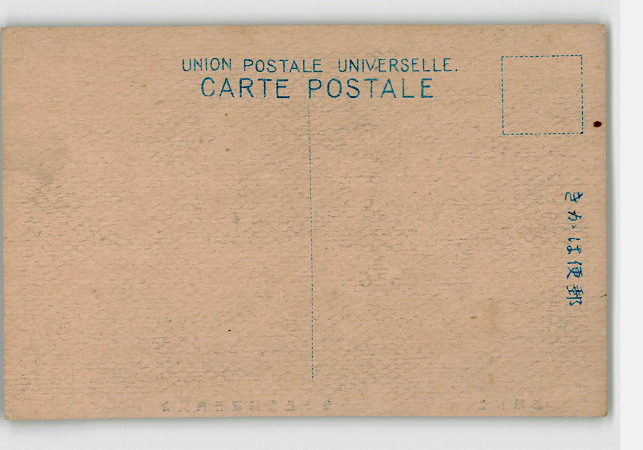 UNION POSTALE UNIVERSELLE.
CARTE POSTALE
きがは便郵